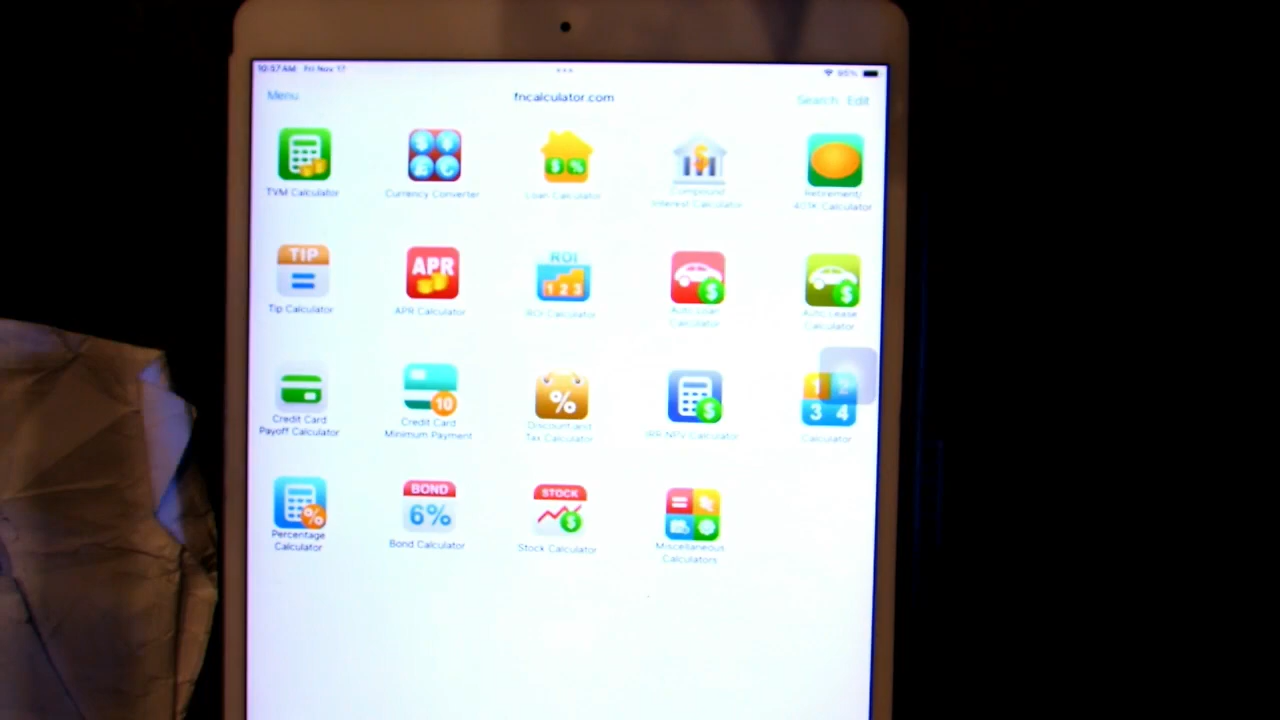 10:57 AM Fri Nov 17
95%
Menu
fncalculator.com
Search Edit
TVM Calculator
Currency Converter
Loan Calculator
Compound
Interest Calculator
Retirement/
401K Calculator
TIP
Tip Calculator
APR
APR Calculator
ROI
1 2 3
ROI Calculator
Auto Loan
Calculator
Auto Lease
Calculator
Credit Card
Payoff Calculator
10
Credit Card
Minimum Payment
%
Discount and
Tax Calculator
$
IRR NPV Calculator
1 2
3 4
Calculator
%
Percentage
Calculator
BOND
6%
Bond Calculator
STOCK
$
Stock Calculator
Miscellaneous
Calculators